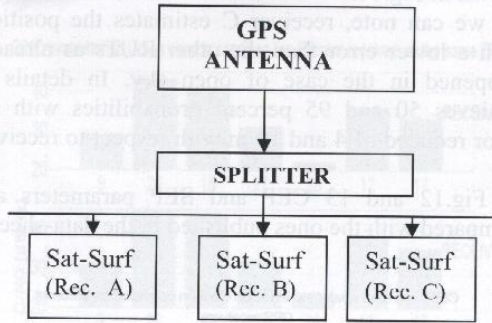 GPS
ANTENNA
SPLITTER
Sat-Surf
(Rec. A)
Sat-Surf
(Rec. B)
Sat-Surf
(Rec. C)